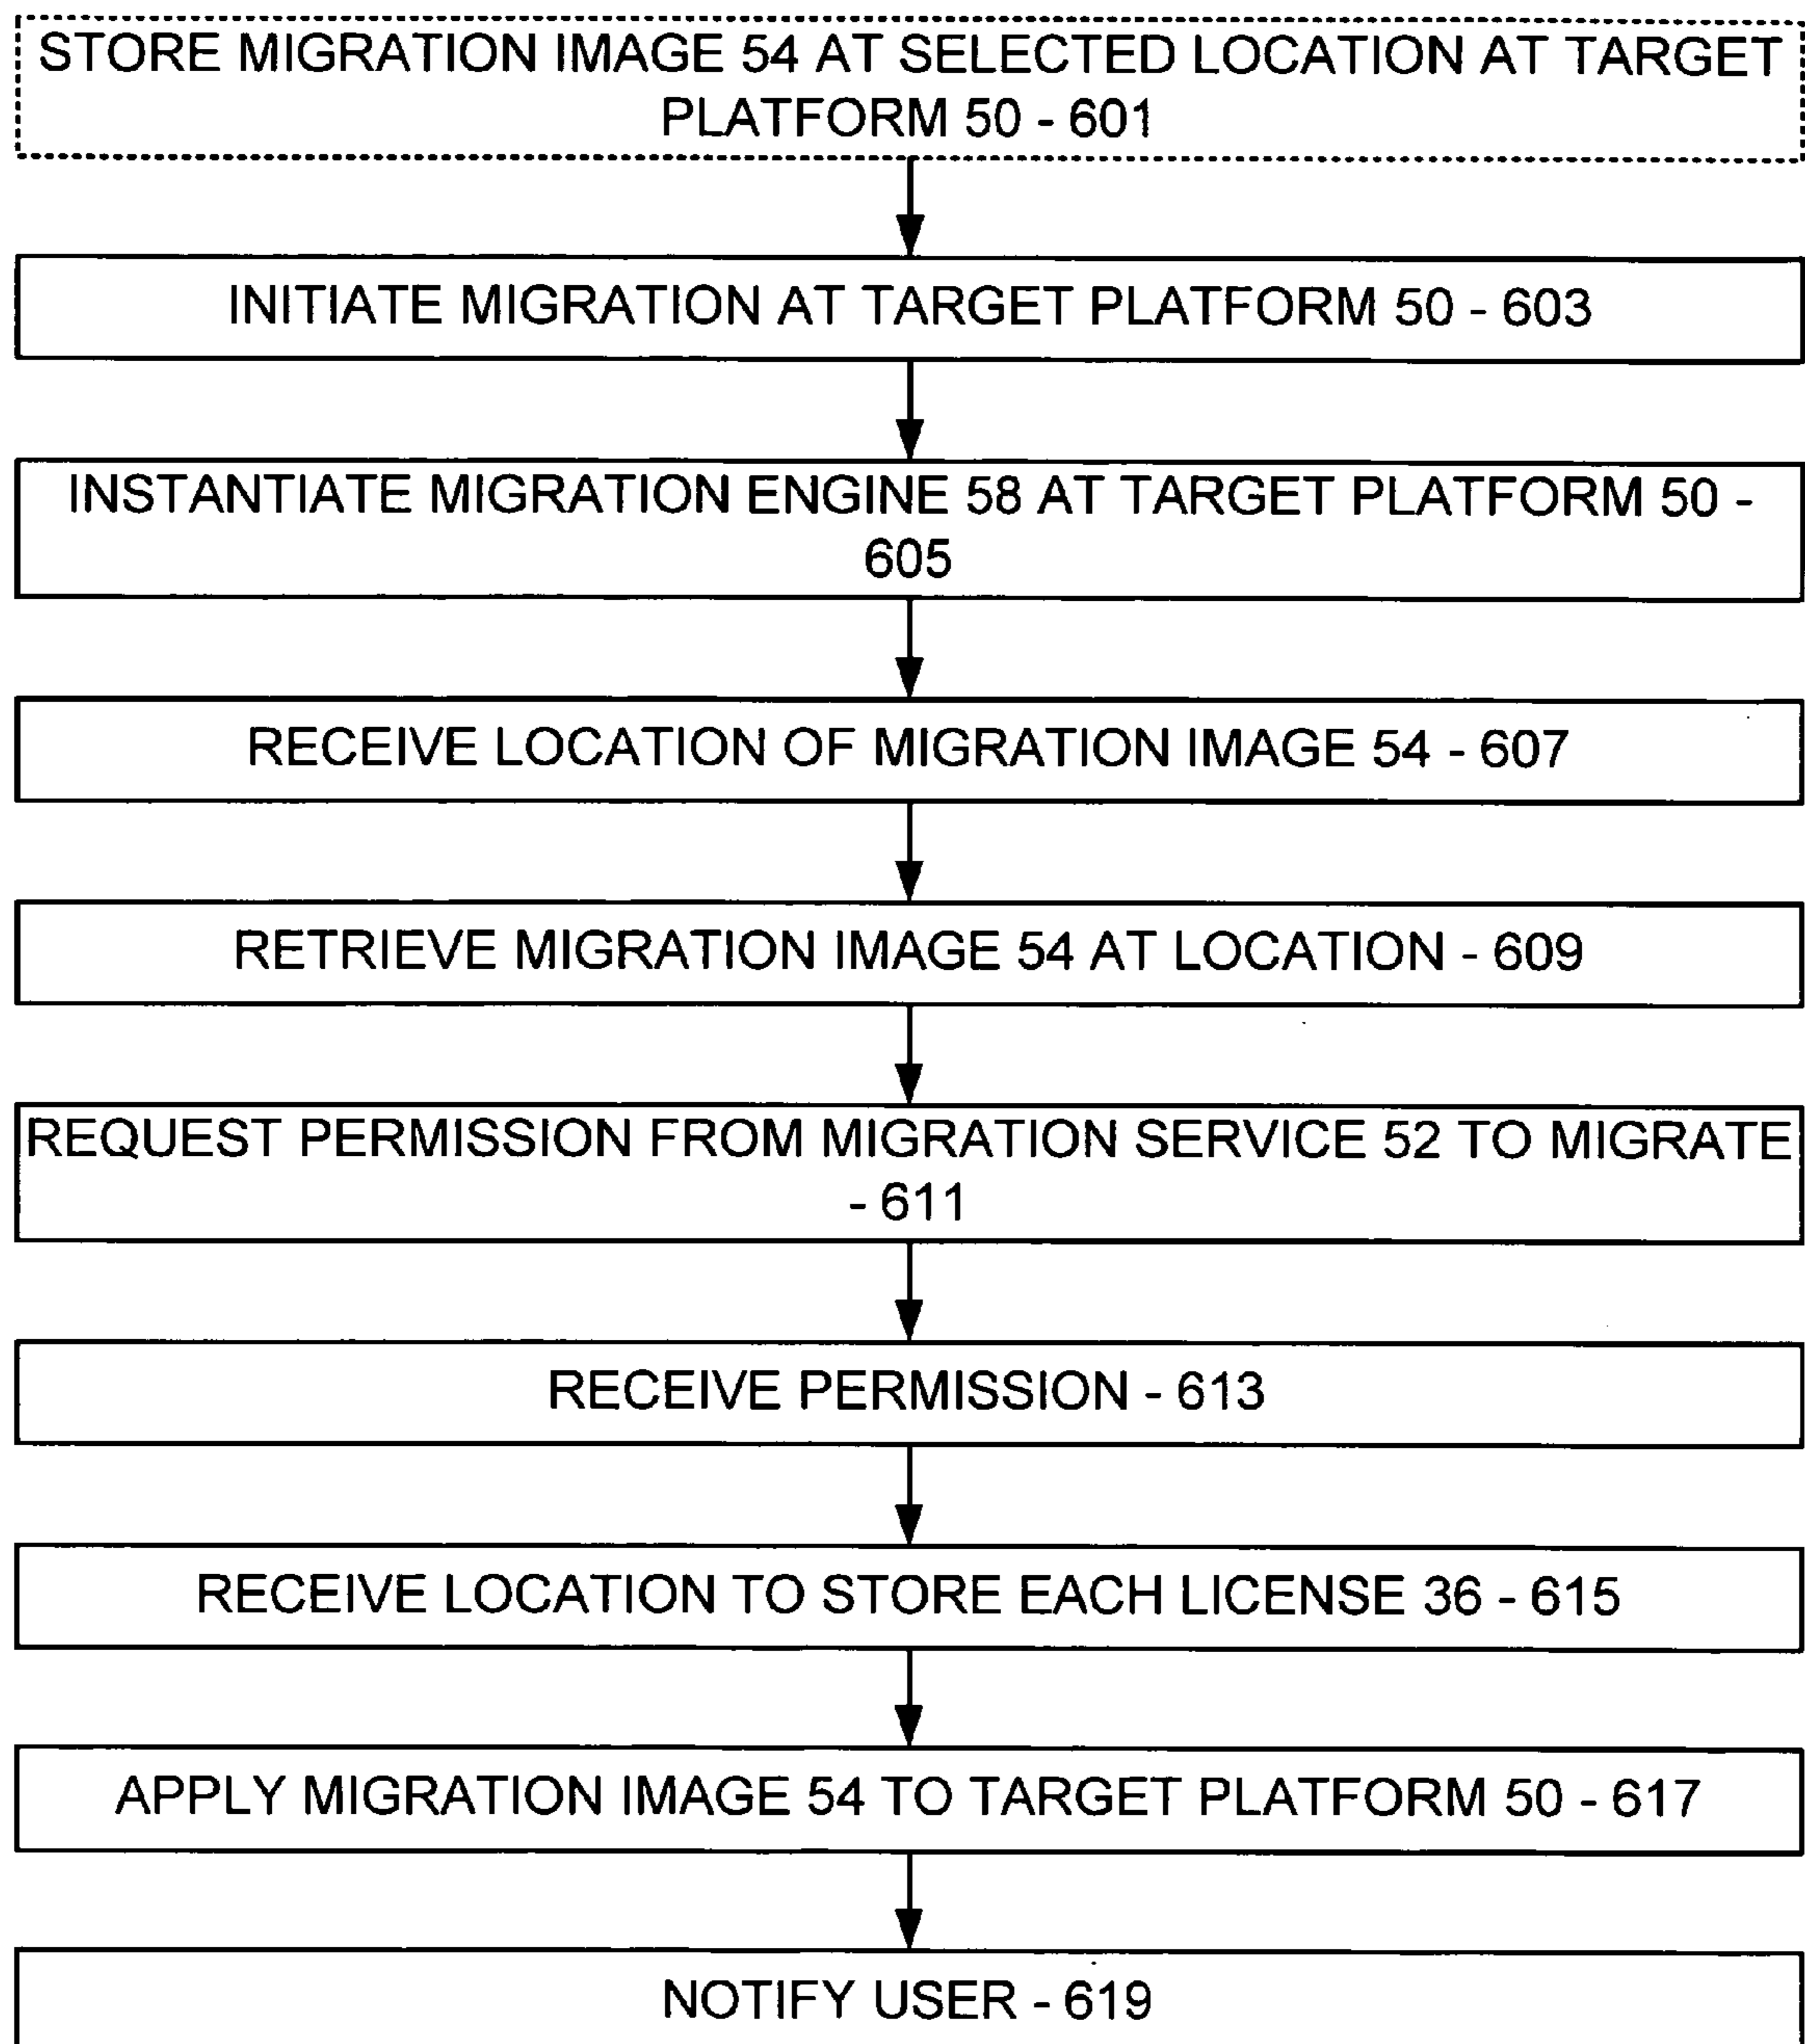 STORE MIGRATION IMAGE 54 AT SELECTED LOCATION AT TARGET
PLATFORM 50 - 601
INITIATE MIGRATION AT TARGET PLATFORM 50 - 603
INSTANTIATE MIGRATION ENGINE 58 AT TARGET PLATFORM 50 -
605
RECEIVE LOCATION OF MIGRATION IMAGE 54 - 607
RETRIEVE MIGRATION IMAGE 54 AT LOCATION - 609
REQUEST PERMISSION FROM MIGRATION SERVICE 52 TO MIGRATE
- 611
RECEIVE PERMISSION - 613
RECEIVE LOCATION TO STORE EACH LICENSE 36 - 615
APPLY MIGRATION IMAGE 54 TO TARGET PLATFORM 50 - 617
NOTIFY USER - 619